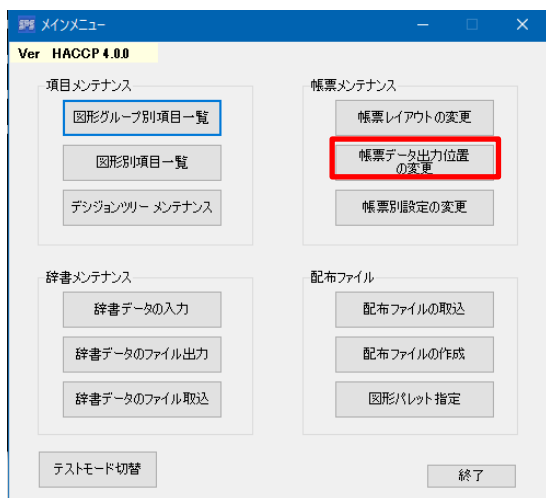 メインメニュー
Ver HACCP 4.0.0
項目メンテナンス
図形グループ別項目一覧
図形別項目一覧
デシジョンツリー メンテナンス
帳票メンテナンス
帳票レイアウトの変更
帳票データ出力位置
の変更
帳票別設定の変更
辞書メンテナンス
辞書データの入力
辞書データのファイル出力
辞書データのファイル取込
配布ファイル
配布ファイルの取込
配布ファイルの作成
図形パレット指定
テストモード切替
終了